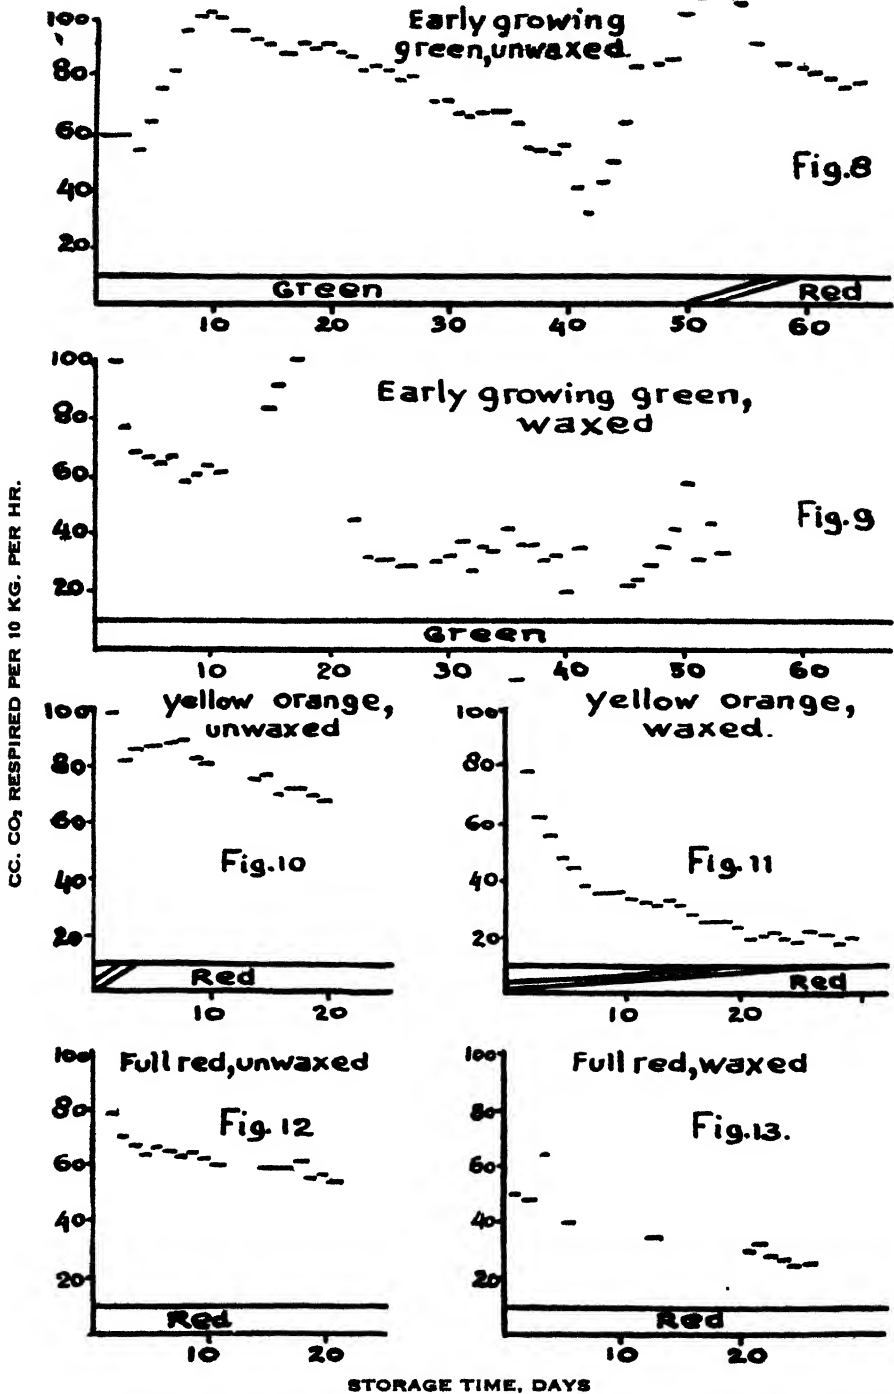 Early growing
green, unwaxed.
100
80
60
40
20
Fig.8
Green
Red
10 20 30 40 50 60
Early growing green,
waxed
100
80
60
40
20
Fig.9
Green
10 20 30 40 50 60
CC. CO₂ RESPIRED PER 10 KG. PER HR.
yellow orange,
unwaxed
100
80
60
40
20
Fig.10
Red
10 20
yellow orange,
waxed.
100
80
60
40
20
Fig.11
Red
10 20
Full red, unwaxed
100
80
60
40
20
Fig.12
Red
10 20
Full red, waxed
100
80
60
40
20
Fig.13.
Red
10 20
STORAGE TIME, DAYS